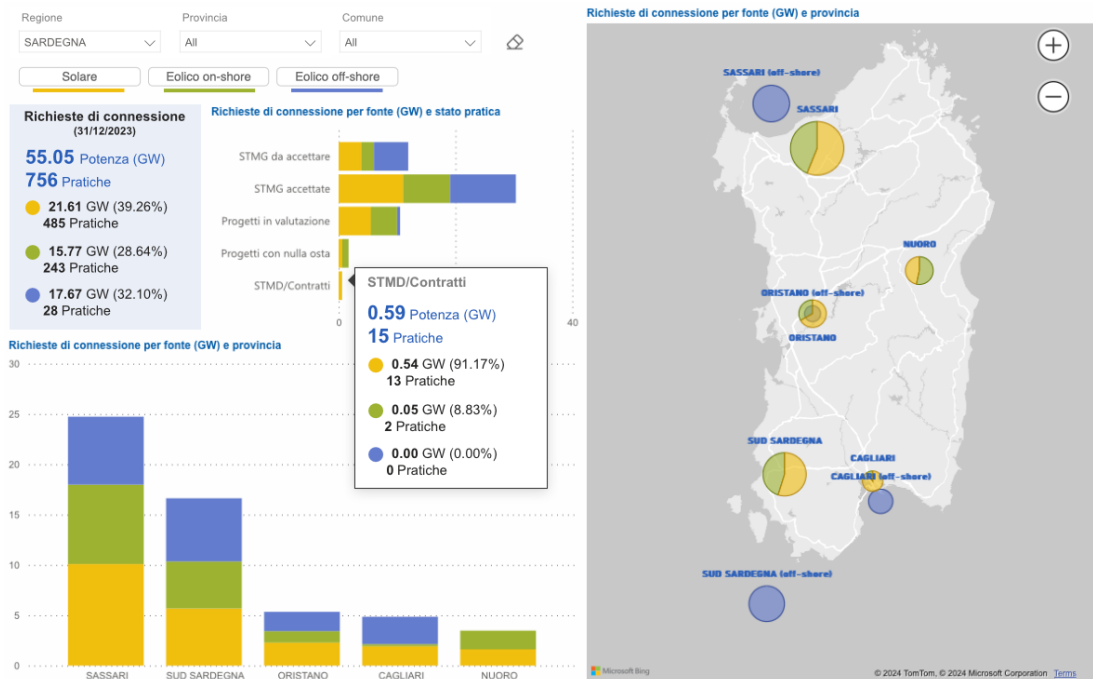 Regione
Provincia
Comune
SARDEGNA
All
All
Solare
Eolico on-shore
Eolico off-shore
Richieste di connessione
(31/12/2023)
55.05 Potenza (GW)
756 Pratiche
21.61 GW (39.26%)
485 Pratiche
15.77 GW (28.64%)
243 Pratiche
17.67 GW (32.10%)
28 Pratiche
Richieste di connessione per fonte (GW) e stato pratica
STMG da accettare
STMG accettate
Progetti in valutazione
Progetti con nulla osta
STMD/Contratti
0
40
STMD/Contratti
0.59 Potenza (GW)
15 Pratiche
0.54 GW (91.17%)
13 Pratiche
0.05 GW (8.83%)
2 Pratiche
0.00 GW (0.00%)
0 Pratiche
Richieste di connessione per fonte (GW) e provincia
30
25
20
15
10
5
0
SASSARI
SUD SARDEGNA
ORISTANO
CAGLIARI
NUORO
Richieste di connessione per fonte (GW) e provincia
SASSARI (off-shore)
SASSARI
NUORO
ORISTANO (off-shore)
ORISTANO
SUD SARDEGNA
CAGLIARI
CAGLIARI (off-shore)
SUD SARDEGNA (off-shore)
Microsoft Bing
© 2024 TomTom, © 2024 Microsoft Corporation Terms